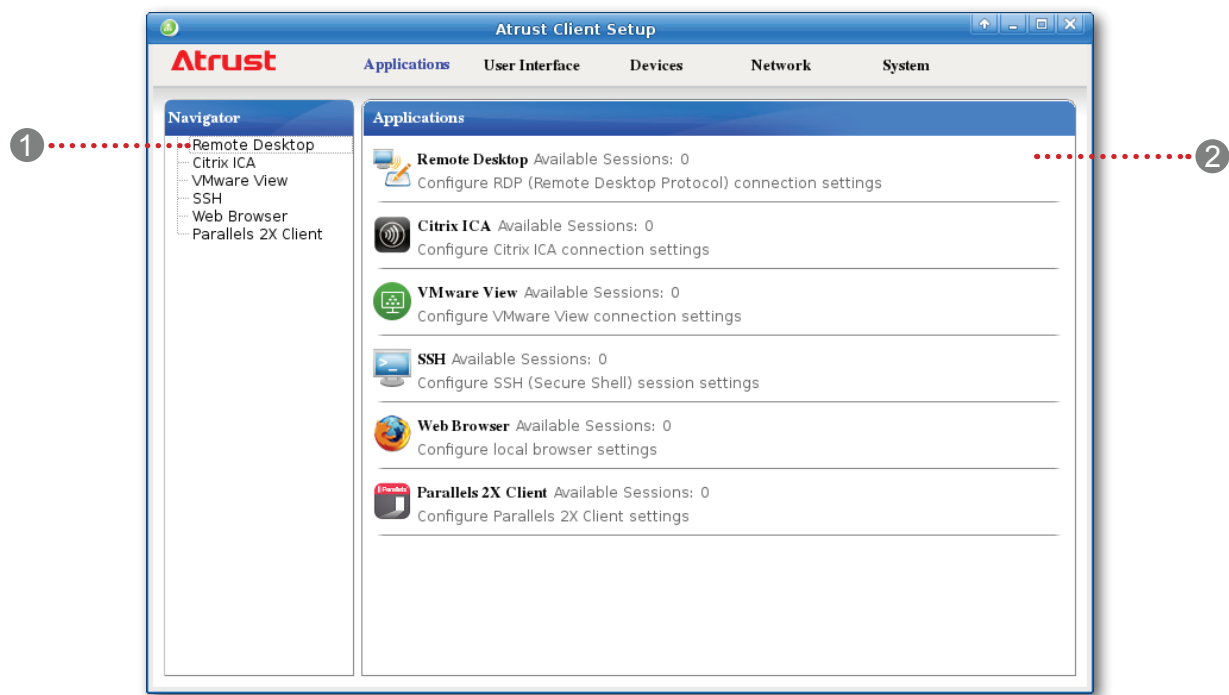 Atrust Client Setup
Atrust
Applications User Interface Devices Network System
Navigator
Remote Desktop
Citrix ICA
VMware View
SSH
Web Browser
Parallels 2X Client
Applications
Remote Desktop Available Sessions: 0
Configure RDP (Remote Desktop Protocol) connection settings
Citrix ICA Available Sessions: 0
Configure Citrix ICA connection settings
VMware View Available Sessions: 0
Configure VMware View connection settings
SSH Available Sessions: 0
Configure SSH (Secure Shell) session settings
Web Browser Available Sessions: 0
Configure local browser settings
Parallels
Parallels 2X Client Available Sessions: 0
Configure Parallels 2X Client settings
1
2